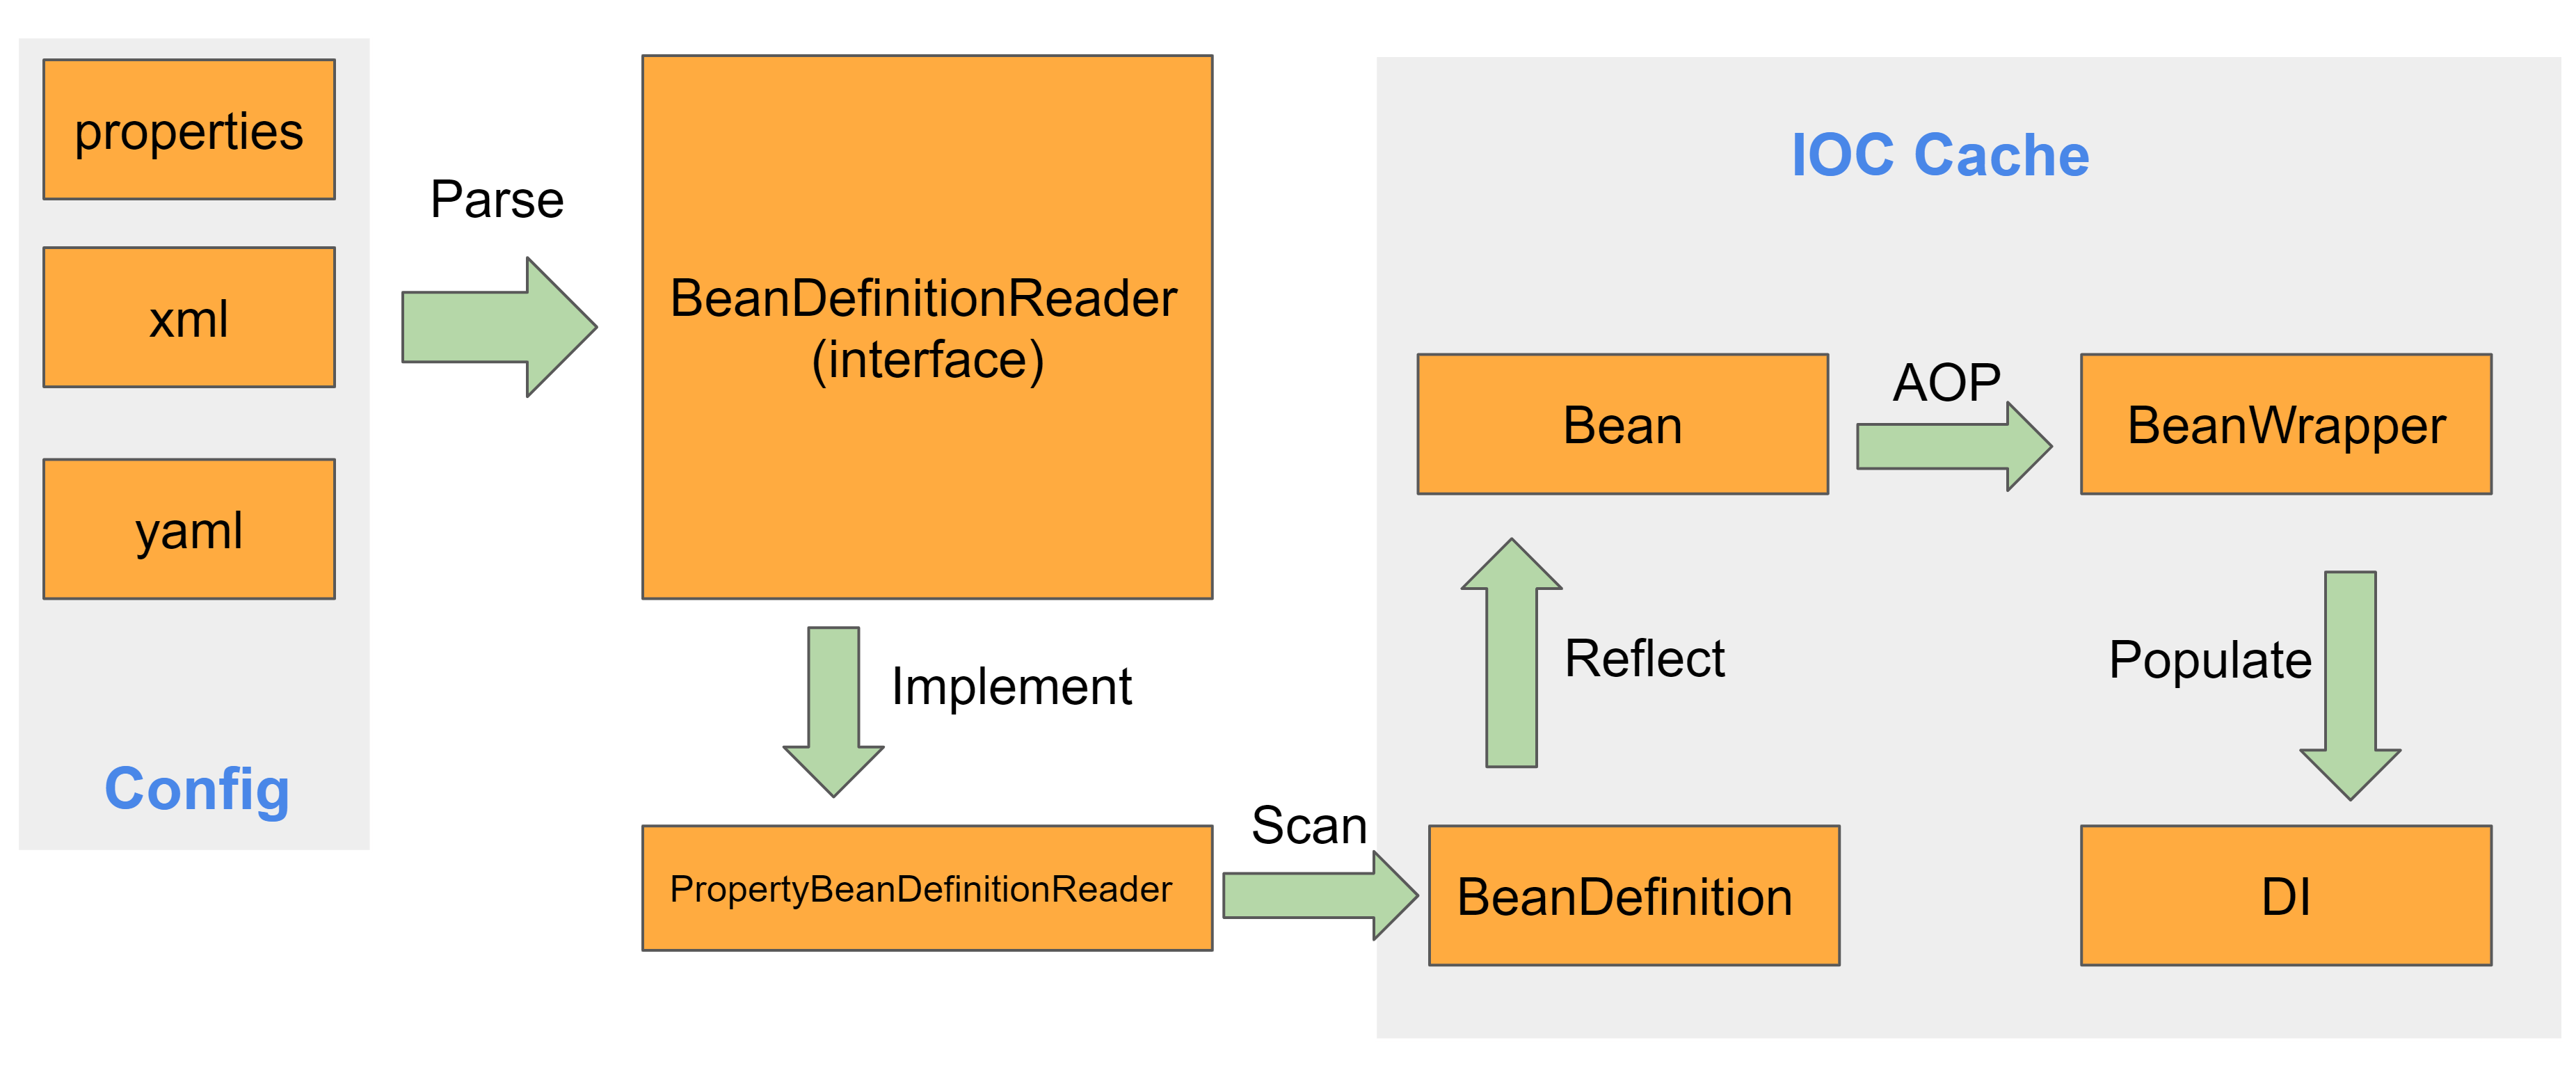 properties
xml
yaml
Config
Parse
BeanDefinitionReader
(interface)
Implement
PropertyBeanDefinitionReader
Scan
IOC Cache
Bean
AOP
BeanWrapper
Reflect
Populate
BeanDefinition
DI